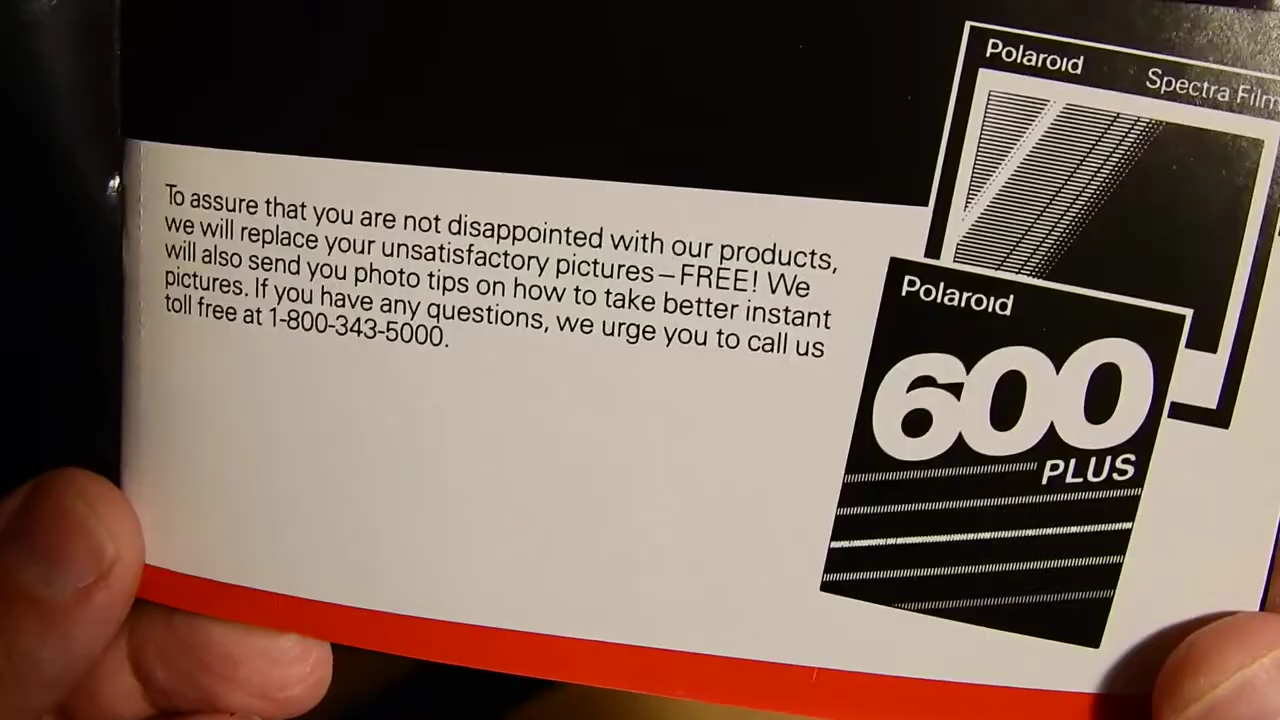 Polaroid
Spectra Film
To assure that you are not disappointed with our products,
we will replace your unsatisfactory pictures – FREE! We
will also send you photo tips on how to take better instant
pictures. If you have any questions, we urge you to call us
toll free at 1-800-343-5000.
Polaroid
600
PLUS